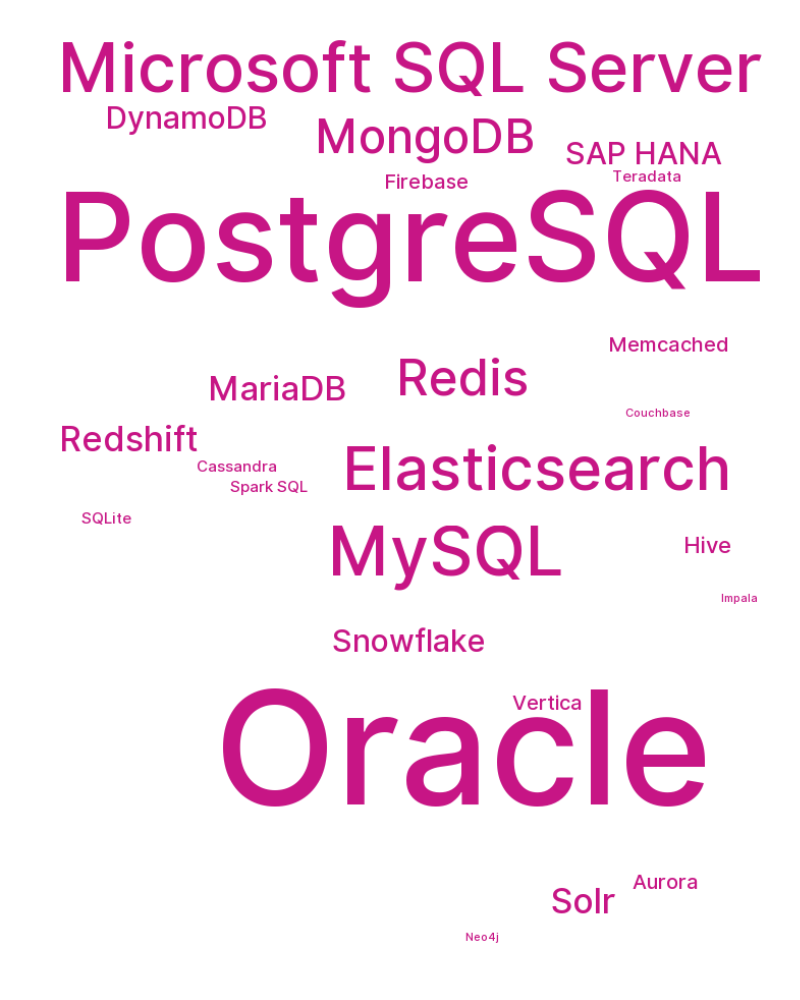 Microsoft SQL Server
DynamoDB
MongoDB
SAP HANA
Teradata
Firebase
PostgreSQL
Memcached
MariaDB
Redis
Couchbase
Redshift
Cassandra
Elasticsearch
Spark SQL
SQLite
MySQL
Hive
Impala
Snowflake
Vertica
Oracle
Aurora
Solr
Neo4j